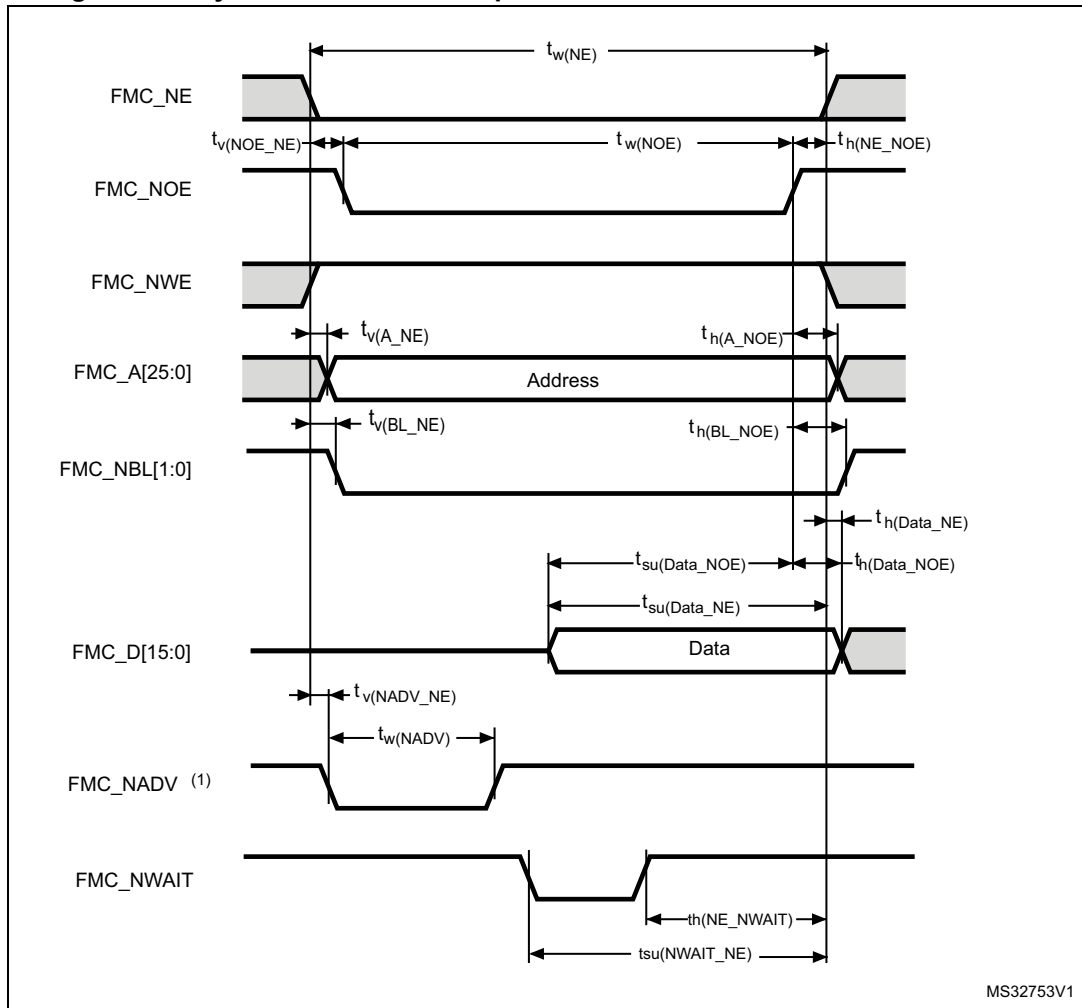 tw(NE)
FMC_NE
tv(NOE_NE)
tw(NOE)
th(NE_NOE)
FMC_NOE
FMC_NWE
tv(A_NE)
th(A_NOE)
FMC_A[25:0]
Address
tv(BL_NE)
th(BL_NOE)
FMC_NBL[1:0]
th(Data_NE)
tsu(Data_NOE)
th(Data_NOE)
tsu(Data_NE)
FMC_D[15:0]
Data
tv(NADV_NE)
tw(NADV)
FMC_NADV (1)
FMC_NWAIT
th(NE_NWAIT)
tsu(NWAIT_NE)
MS32753V1